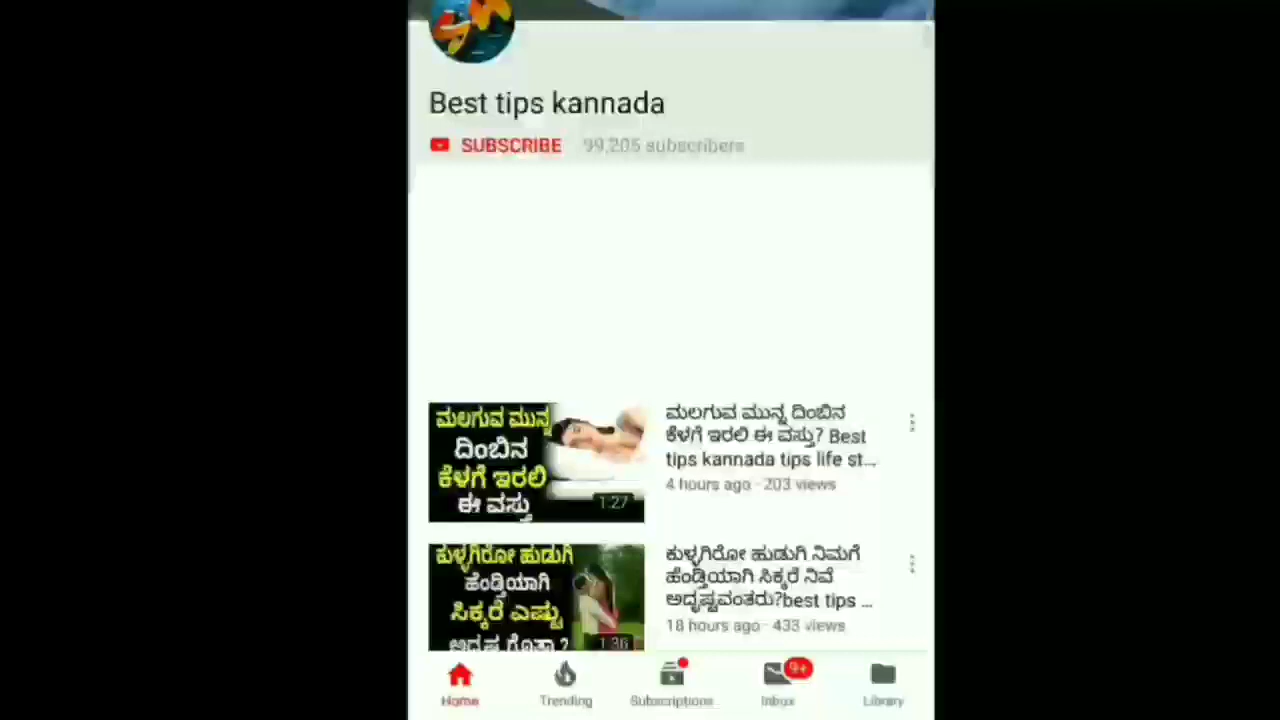 Best tips kannada
SUBSCRIBE 99,205 subscribers
ಮಲಗುವ ಮುನ್ನ
ದಿಂಬಿನ
ಕೆಳಗೆ ಇರಲಿ
ಈ ವಸ್ತು
1:27
ಮಲಗುವ ಮುನ್ನ ದಿಂಬಿನ
ಕೆಳಗೆ ಇರಲಿ ಈ ವಸ್ತು? Best
tips kannada tips life st...
4 hours ago · 203 views
ಕುಳ್ಳಗಿರೋ ಹುಡುಗಿ
ಹೆಂಡ್ತಿಯಾಗಿ
ಸಿಕ್ಕರೆ ಎಷ್ಟು
ಅದೃಷ್ಟ ಗೊತ್ತಾ?
1:36
ಕುಳ್ಳಗಿರೋ ಹುಡುಗಿ ನಿಮಗೆ
ಹೆಂಡ್ತಿಯಾಗಿ ಸಿಕ್ಕರೆ ನಿವೆ
ಅದೃಷ್ಟವಂತರು?best tips ...
18 hours ago · 433 views
9+
Home Trending Subscriptions Inbox Library